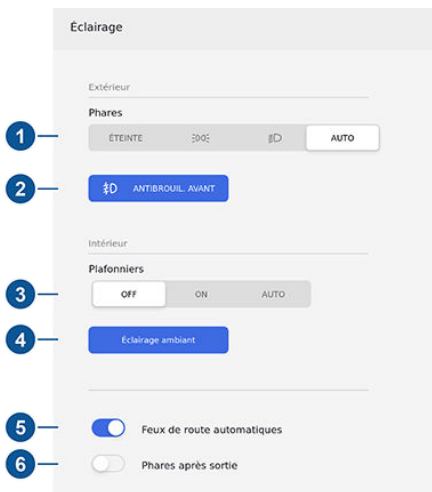 Éclairage
Extérieur
Phares
1 ÉTEINTE AUTO
2 ANTIBROUIL. AVANT
Intérieur
Plafonniers
3 OFF ON AUTO
4 Éclairage ambiant
5 Feux de route automatiques
6 Phares après sortie